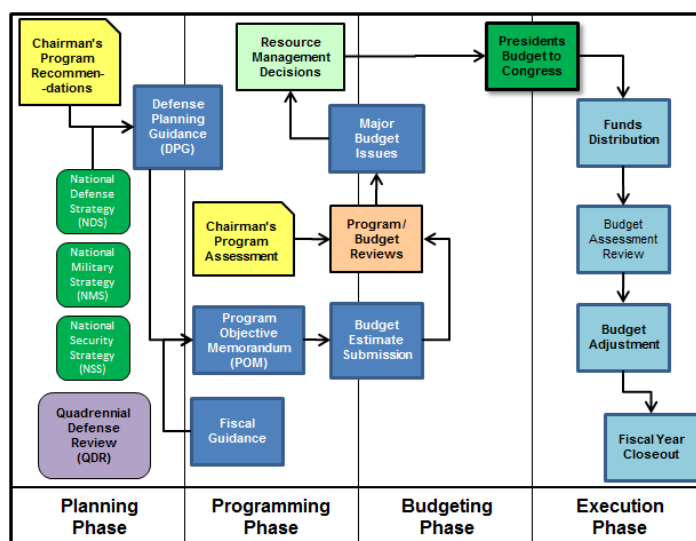 Chairman's
Program
Recommen-
-dations
Defense
Planning
Guidance
(DPG)
National
Defense
Strategy
(NDS)
National
Military
Strategy
(NMS)
National
Security
Strategy
(NSS)
Quadrennial
Defense
Review
(QDR)
Resource
Management
Decisions
Major
Budget
Issues
Chairman's
Program
Assessment
Program/
Budget
Reviews
Program
Objective
Memorandum
(POM)
Budget
Estimate
Submission
Fiscal
Guidance
Presidents
Budget to
Congress
Funds
Distribution
Budget
Assessment
Review
Budget
Adjustment
Fiscal Year
Closeout
Planning
Phase
Programming
Phase
Budgeting
Phase
Execution
Phase